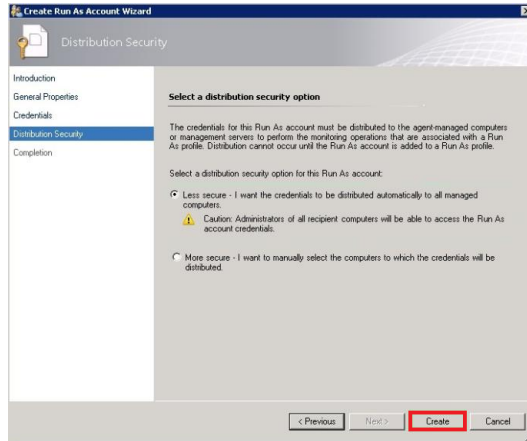 Create Run As Account Wizard
Distribution Security
Introduction
General Properties
Credentials
Distribution Security
Completion
Select a distribution security option
The credentials for this Run As account must be distributed to the agent-managed computers
or management servers to perform the monitoring operations that are associated with a Run
As profile. Distribution cannot occur until the Run As account is added to a Run As profile.
Select a distribution security option for this Run As account:
Less secure - I want the credentials to be distributed automatically to all managed
computers.
Caution: Administrators of all recipient computers will be able to access the Run As
account credentials.
More secure - I want to manually select the computers to which the credentials will be
distributed.
< Previous Next > Create Cancel